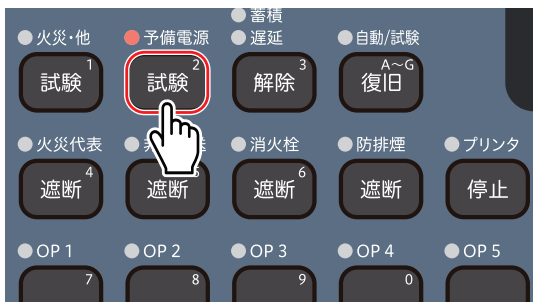 蓄積
火災・他
予備電源
遅延
自動/試験
試験 1
試験 2
解除 3
復旧 A~G
火災代表
消火栓
防排煙
プリンタ
遮断 4
遮断
遮断 6
遮断
停止
OP 1
OP 2
OP 3
OP 4
OP 5
7
8
9
0